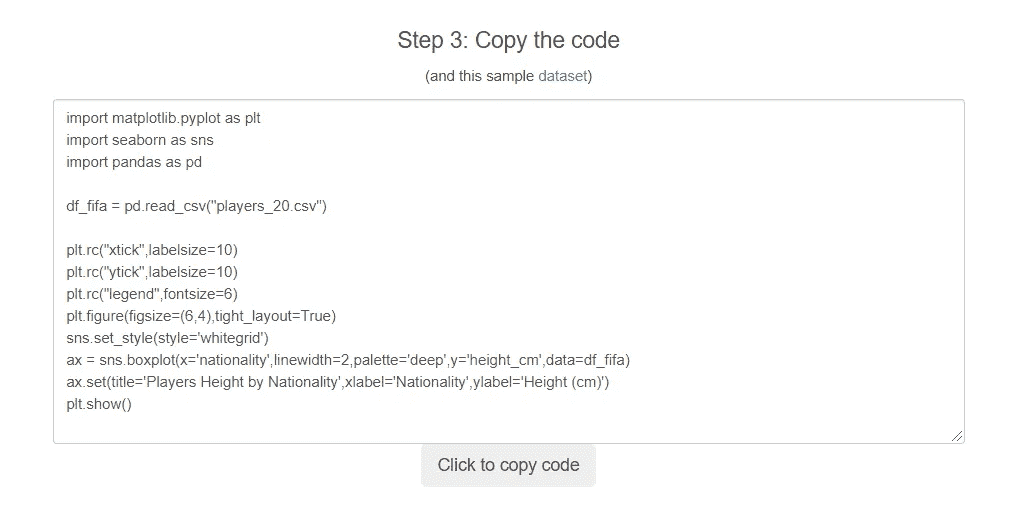 Step 3: Copy the code
(and this sample dataset)
import matplotlib.pyplot as plt
import seaborn as sns
import pandas as pd
df_fifa = pd.read_csv("players_20.csv")
plt.rc("xtick",labelsize=10)
plt.rc("ytick",labelsize=10)
plt.rc("legend",fontsize=6)
plt.figure(figsize=(6,4),tight_layout=True)
sns.set_style(style='whitegrid')
ax = sns.boxplot(x='nationality',linewidth=2,palette='deep',y='height_cm',data=df_fifa)
ax.set(title='Players Height by Nationality',xlabel='Nationality',ylabel='Height (cm)')
plt.show()
Click to copy code